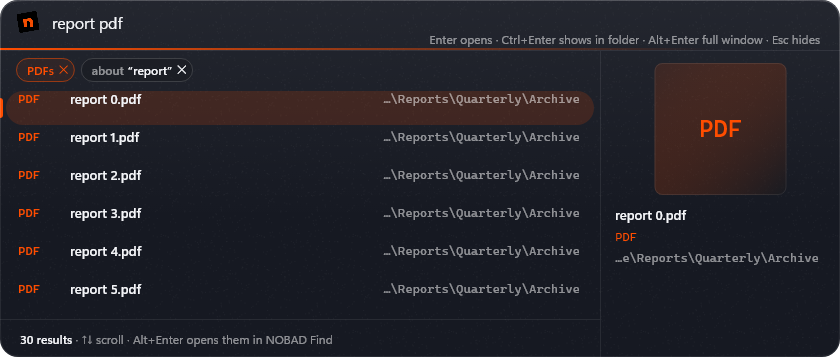 n report pdf
Enter opens · Ctrl+Enter shows in folder · Alt+Enter full window · Esc hides
PDFs × about “report” ×
PDF report 0.pdf …\Reports\Quarterly\Archive
PDF report 1.pdf …\Reports\Quarterly\Archive
PDF report 2.pdf …\Reports\Quarterly\Archive
PDF report 3.pdf …\Reports\Quarterly\Archive
PDF report 4.pdf …\Reports\Quarterly\Archive
PDF report 5.pdf …\Reports\Quarterly\Archive
30 results · ↑↓ scroll · Alt+Enter opens them in NOBAD Find
PDF
report 0.pdf
PDF
…e\Reports\Quarterly\Archive